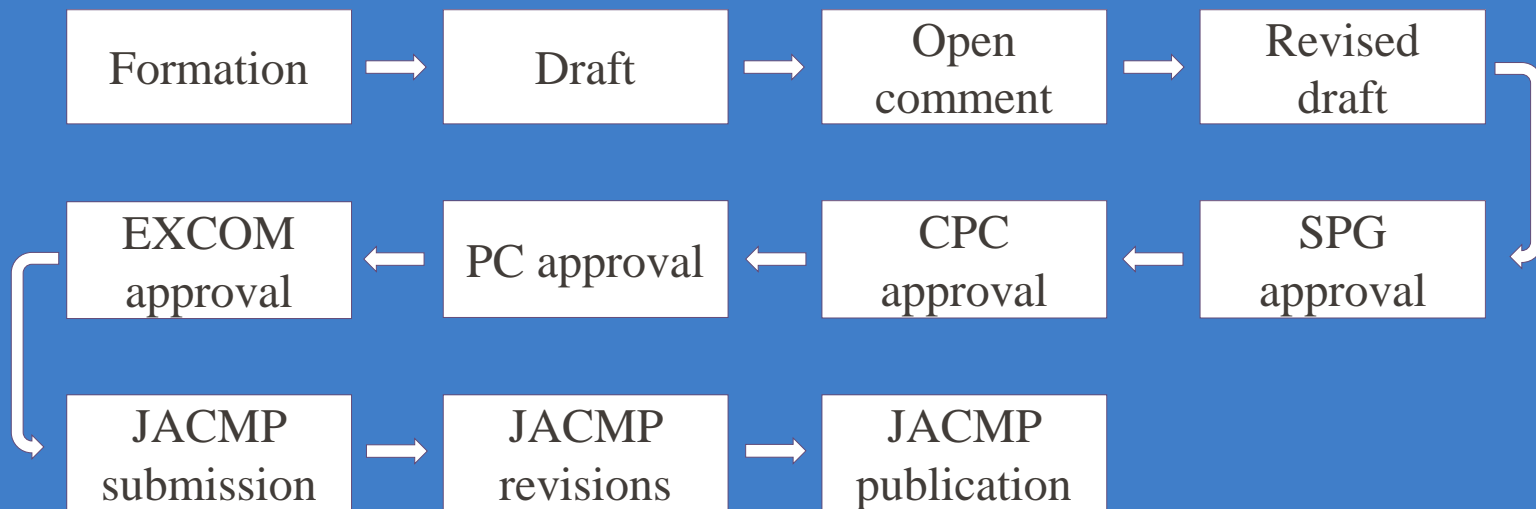 Formation
Draft
Open
comment
Revised
draft
SPG
approval
CPC
approval
PC approval
EXCOM
approval
JACMP
submission
JACMP
revisions
JACMP
publication